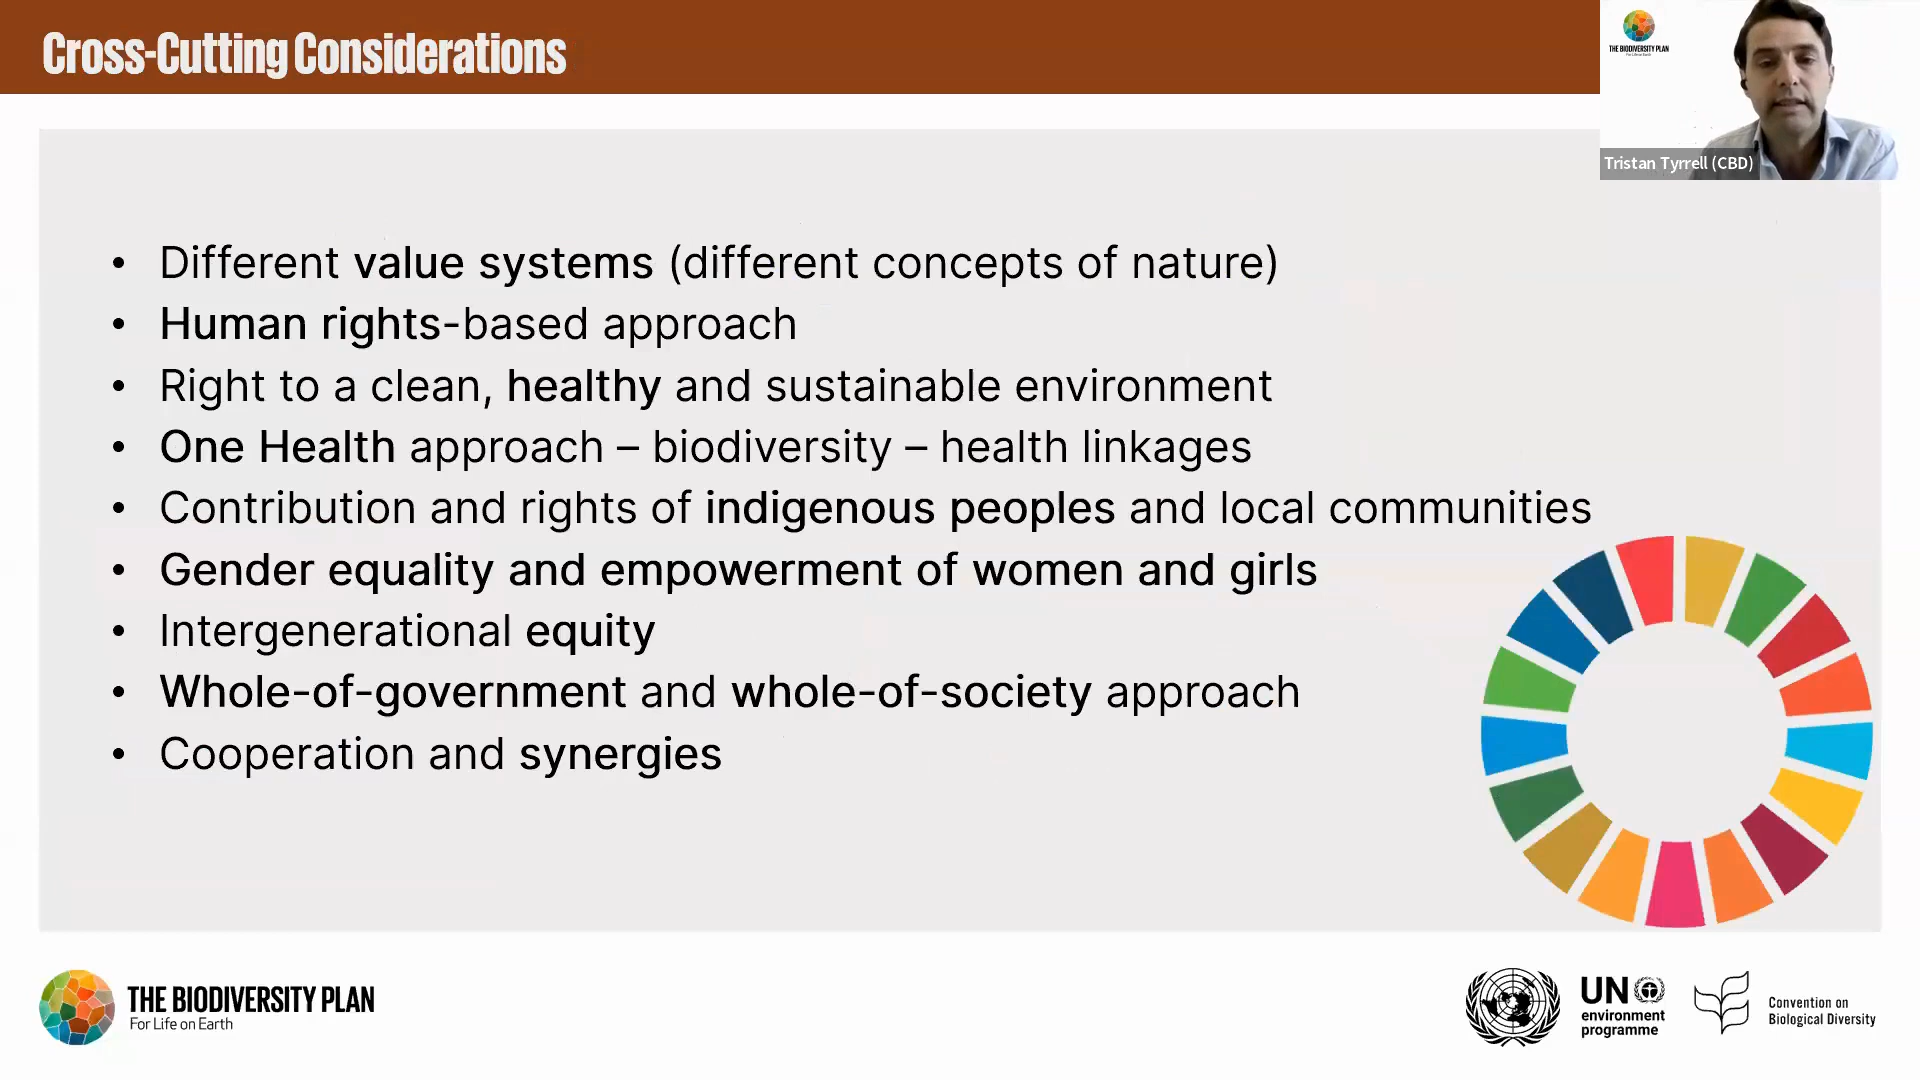 Cross-Cutting Considerations
THE BIODIVERSITY PLAN
Tristan Tyrrell (CBD)
• Different value systems (different concepts of nature)
• Human rights-based approach
• Right to a clean, healthy and sustainable environment
• One Health approach – biodiversity – health linkages
• Contribution and rights of indigenous peoples and local communities
• Gender equality and empowerment of women and girls
• Intergenerational equity
• Whole-of-government and whole-of-society approach
• Cooperation and synergies
THE BIODIVERSITY PLAN
For Life on Earth
UN
environment
programme
Convention on
Biological Diversity